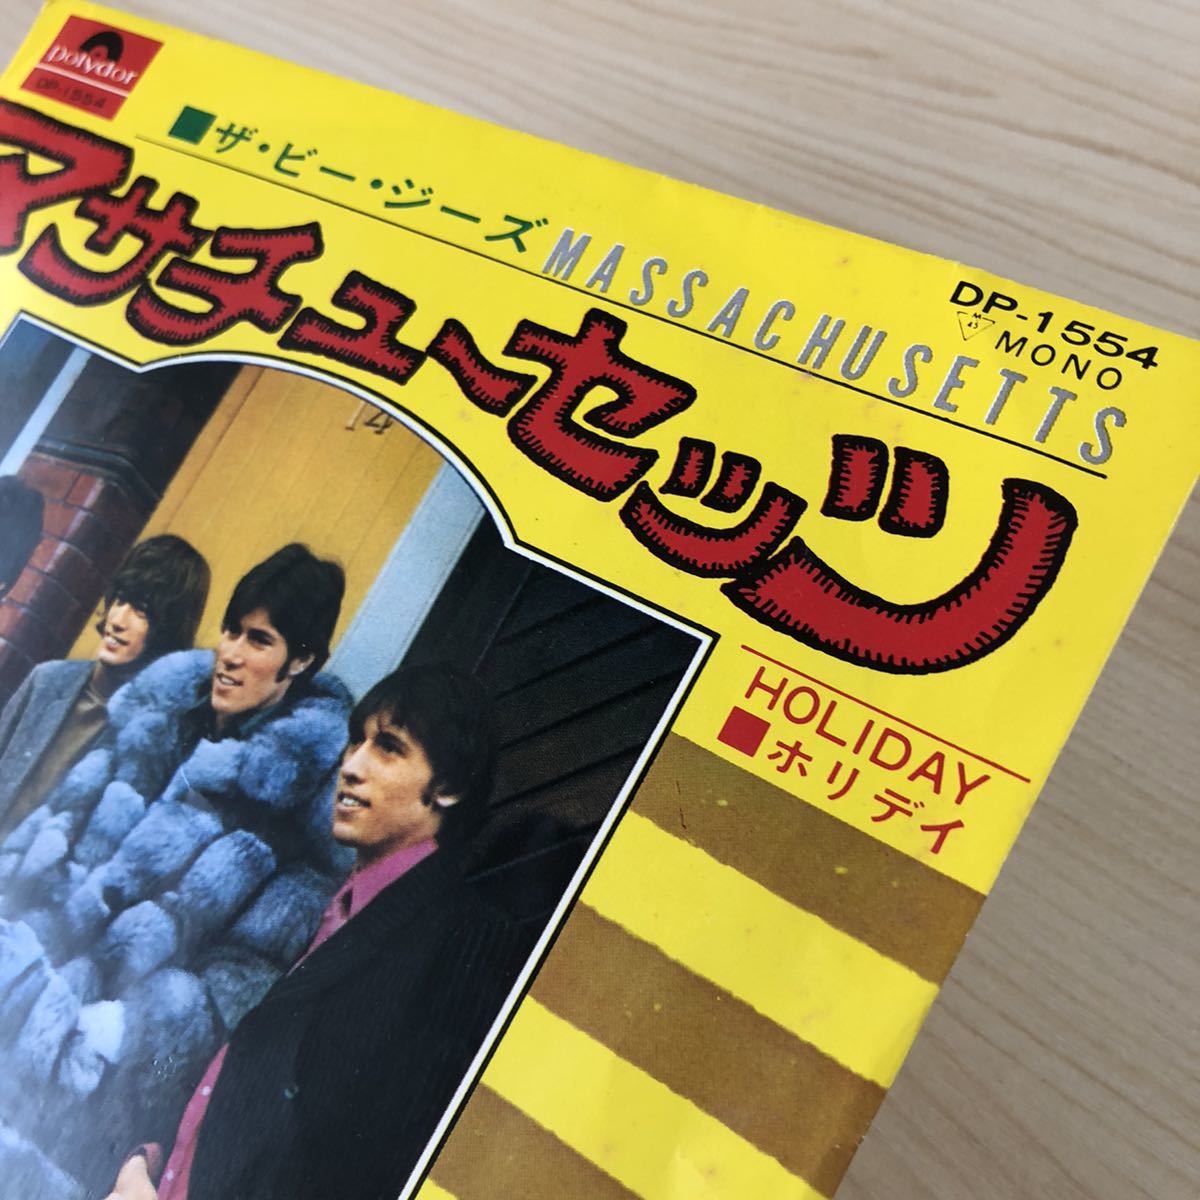 polydor
DP-1554
■ザ・ビー・ジーズ MASSACHUSETTS
DP-1554
M
45
MONO
マサチューセッツ
14
HOLIDAY
■ホリデイ